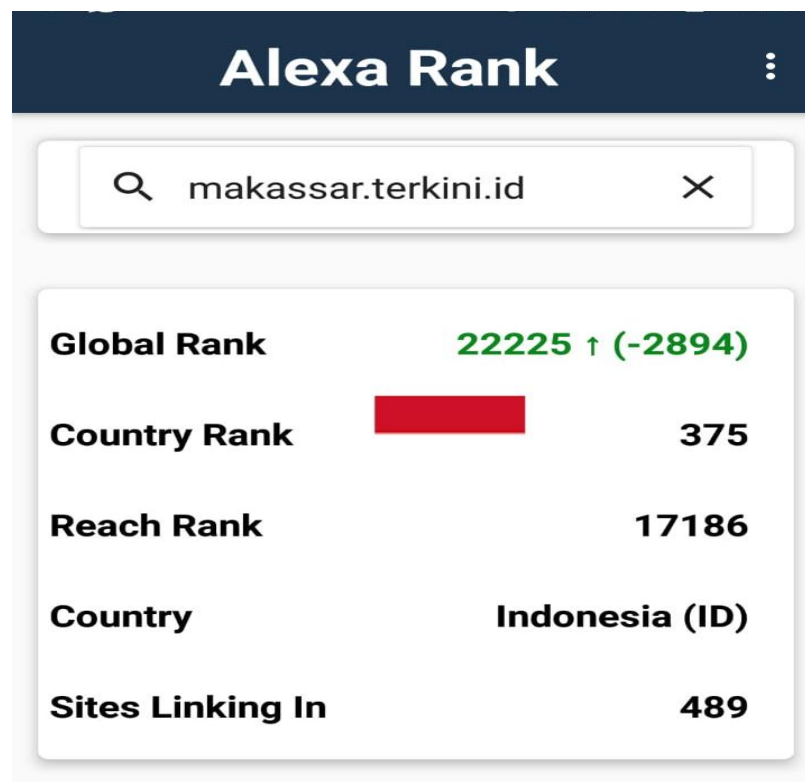 Alexa Rank
makassar.terkini.id
Global Rank 22225 ↑ (-2894)
Country Rank 375
Reach Rank 17186
Country Indonesia (ID)
Sites Linking In 489